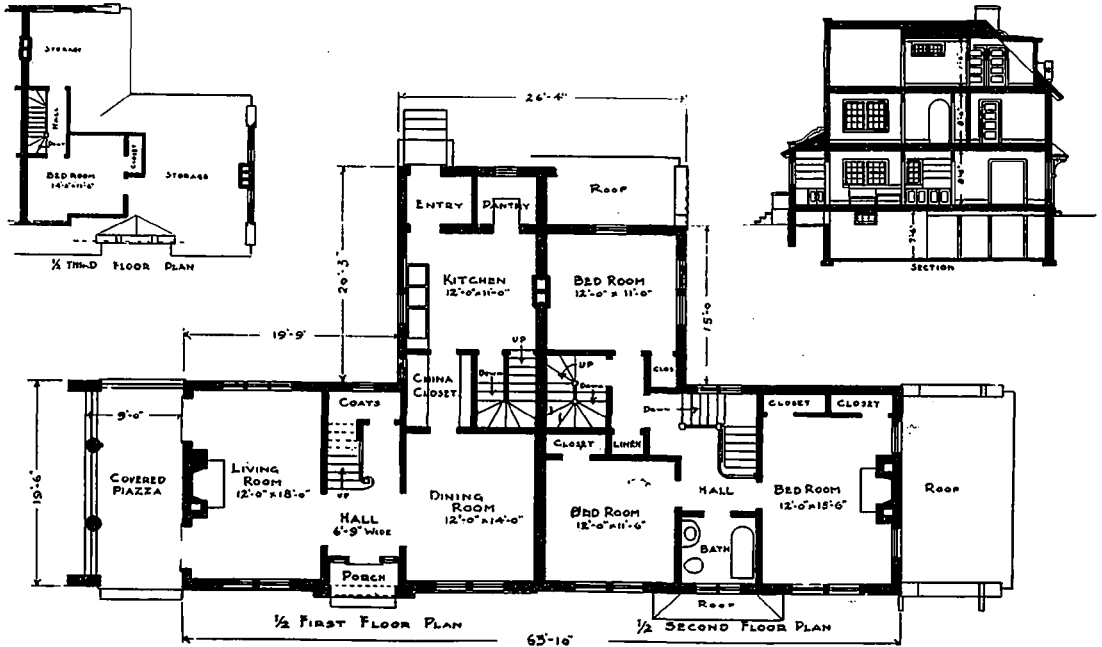 STORAGE
HALL
DOWN
BED ROOM
CLOSET
STORAGE
½ THIRD FLOOR PLAN
26'-4"
ENTRY
PANTRY
ROOF
KITCHEN
12'-0"x11'-0"
BED ROOM
12'-0" x 11'-0"
20'-3"
15'-0
19'-9"
UP
DOWN
CHINA
CLOSET
UP
DOWN
CLOS
COATS
DOWN
CLOSET
CLOSET
CLOSET
LINEN
9'-0"
19'-6"
COVERED
PIAZZA
LIVING
ROOM
12'-0"x18'-0"
UP
HALL
6'-9" WIDE
DINING
ROOM
12'-0"x14'-0"
BED ROOM
12'-0"x11'-6"
HALL
BED ROOM
12'-0"x15'-6"
ROOF
BATH
PORCH
ROOF
½ FIRST FLOOR PLAN
½ SECOND FLOOR PLAN
63'-10"
7'-6"
SECTION